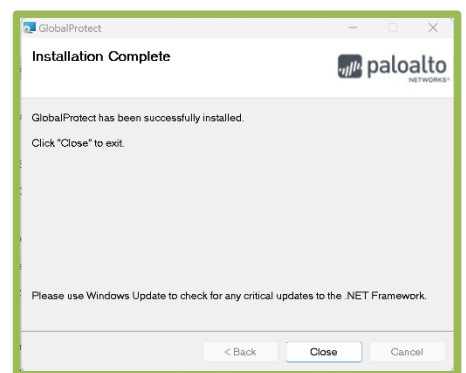 GlobalProtect
Installation Complete
paloalto
NETWORKS
GlobalProtect has been successfully installed.
Click "Close" to exit.
Please use Windows Update to check for any critical updates to the .NET Framework.
< Back
Close
Cancel